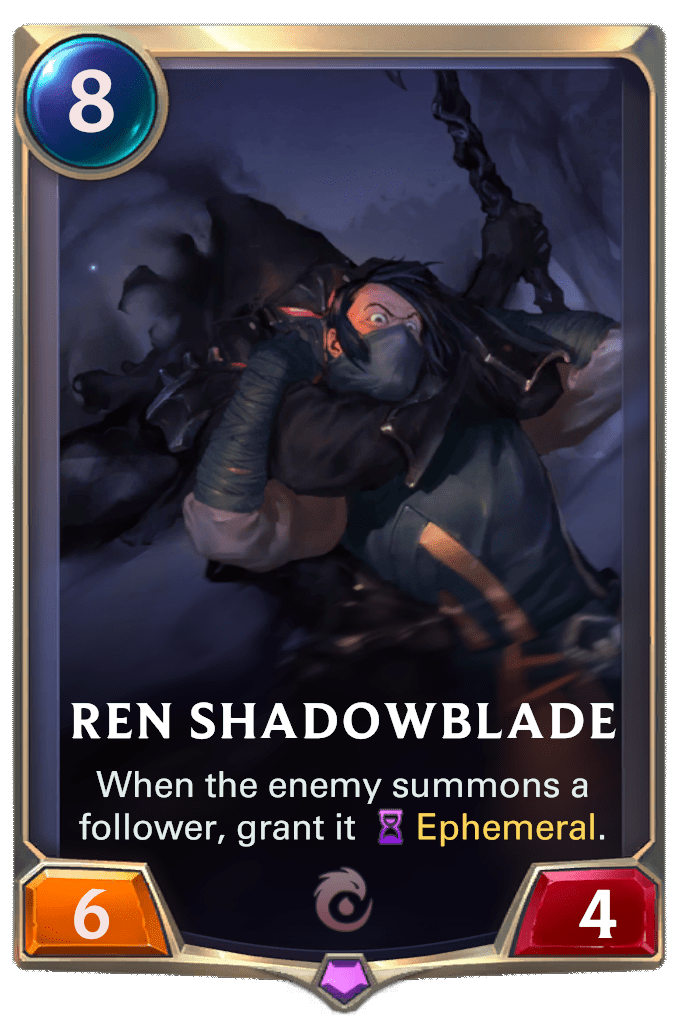 8
REN SHADOWBLADE
When the enemy summons a
follower, grant it Ephemeral.
6 4